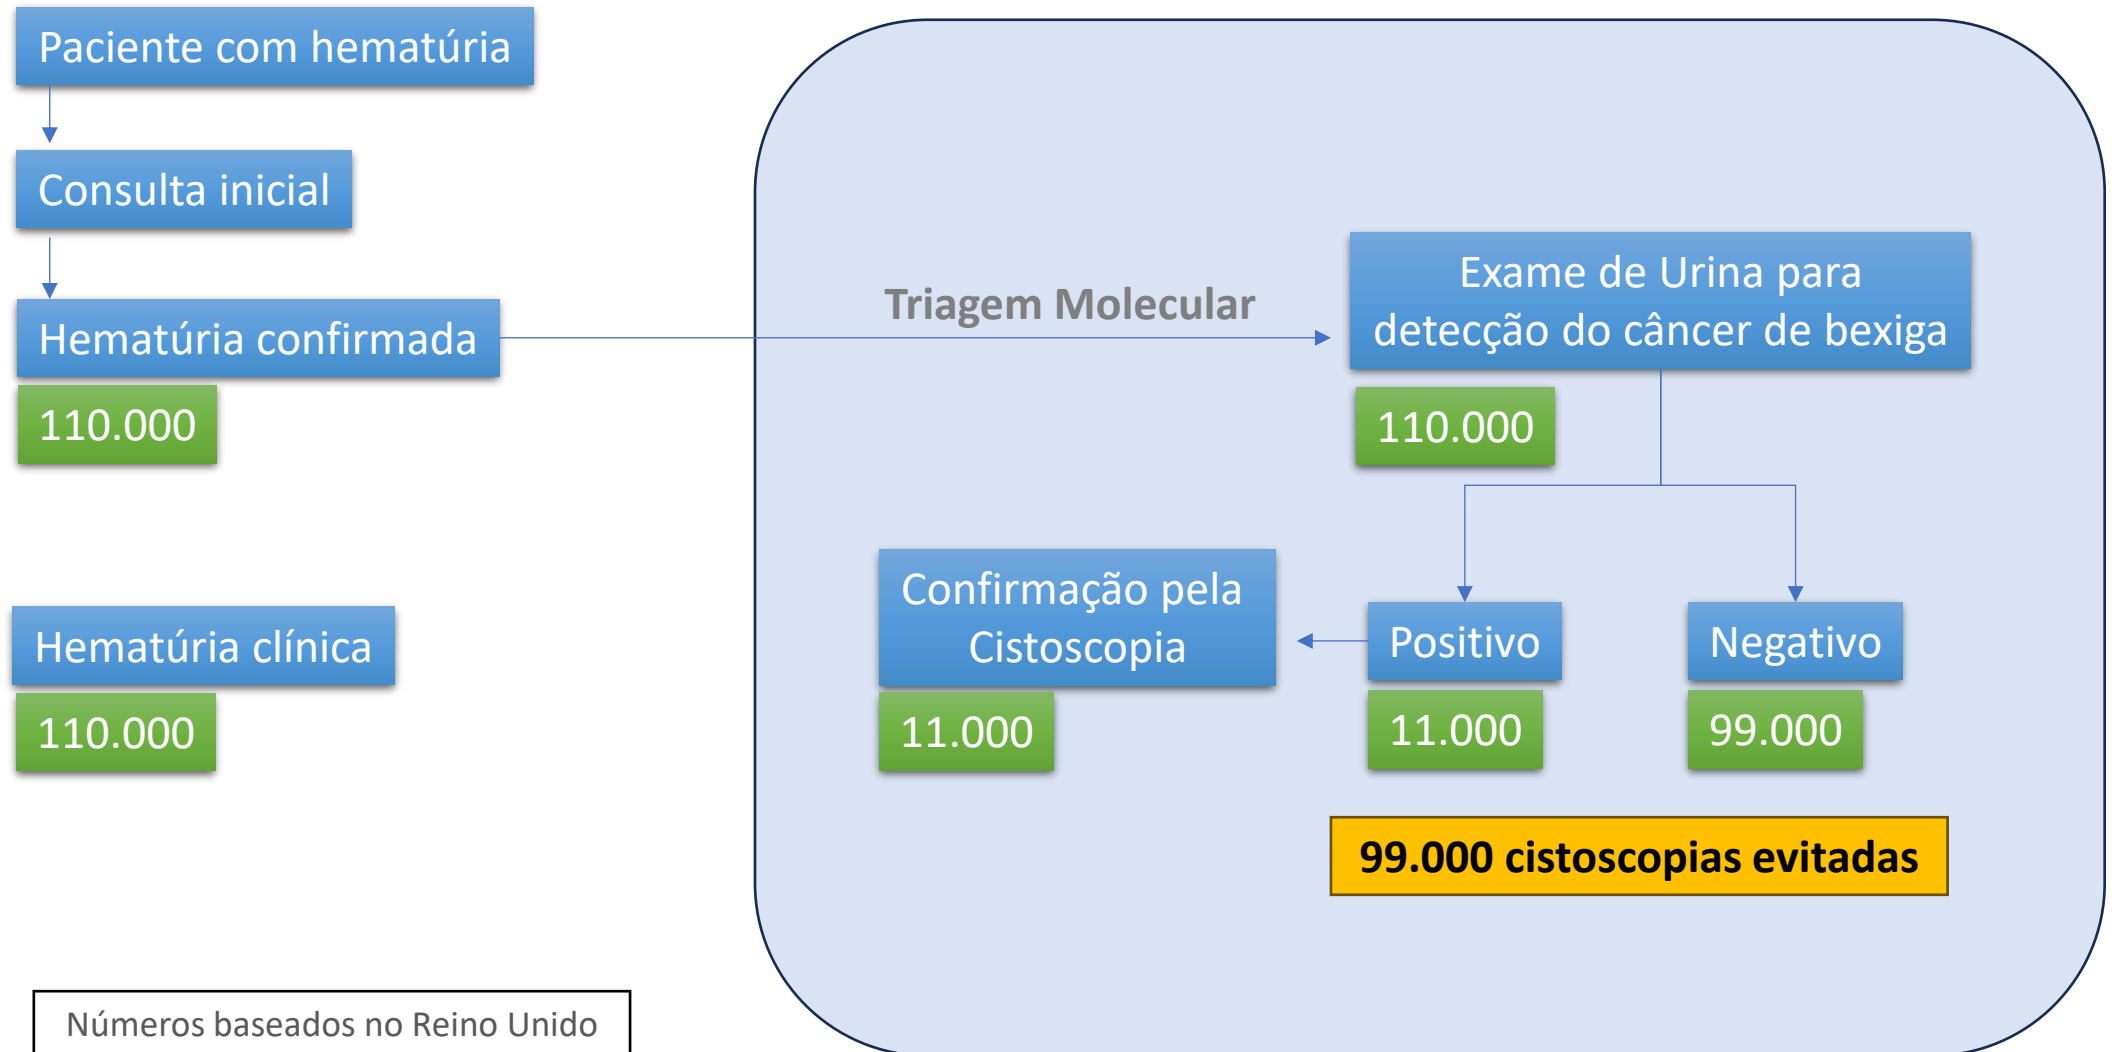 Paciente com hematúria
Consulta inicial
Hematúria confirmada
110.000
Triagem Molecular
Exame de Urina para
detecção do câncer de bexiga
110.000
Hematúria clínica
110.000
Confirmação pela
Cistoscopia
11.000
Positivo
11.000
Negativo
99.000
99.000 cistoscopias evitadas
Números baseados no Reino Unido